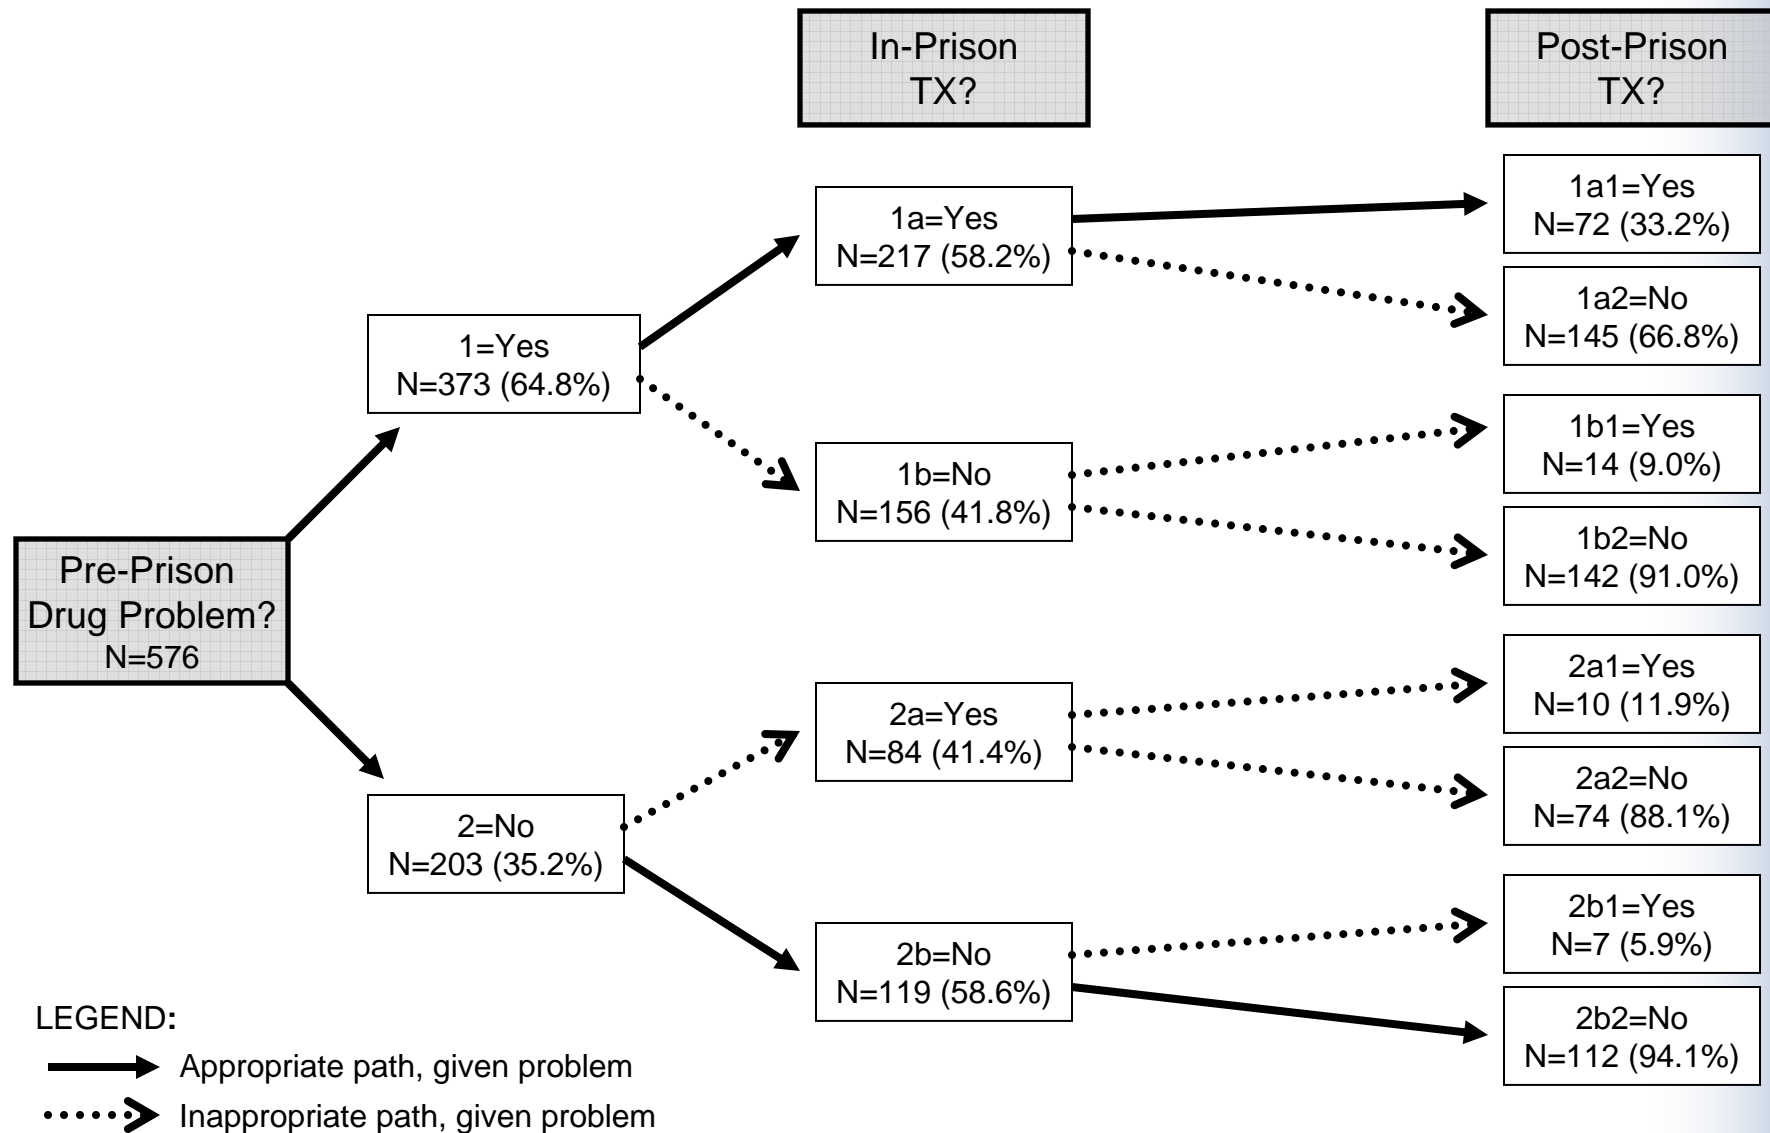 In-Prison
TX?
Post-Prison
TX?
1a1=Yes
N=72 (33.2%)
1a=Yes
N=217 (58.2%)
1a2=No
N=145 (66.8%)
1=Yes
N=373 (64.8%)
1b1=Yes
N=14 (9.0%)
1b=No
N=156 (41.8%)
1b2=No
N=142 (91.0%)
Pre-Prison
Drug Problem?
N=576
2a1=Yes
N=10 (11.9%)
2a=Yes
N=84 (41.4%)
2a2=No
N=74 (88.1%)
2=No
N=203 (35.2%)
2b1=Yes
N=7 (5.9%)
2b=No
N=119 (58.6%)
2b2=No
N=112 (94.1%)
LEGEND:
Appropriate path, given problem
Inappropriate path, given problem